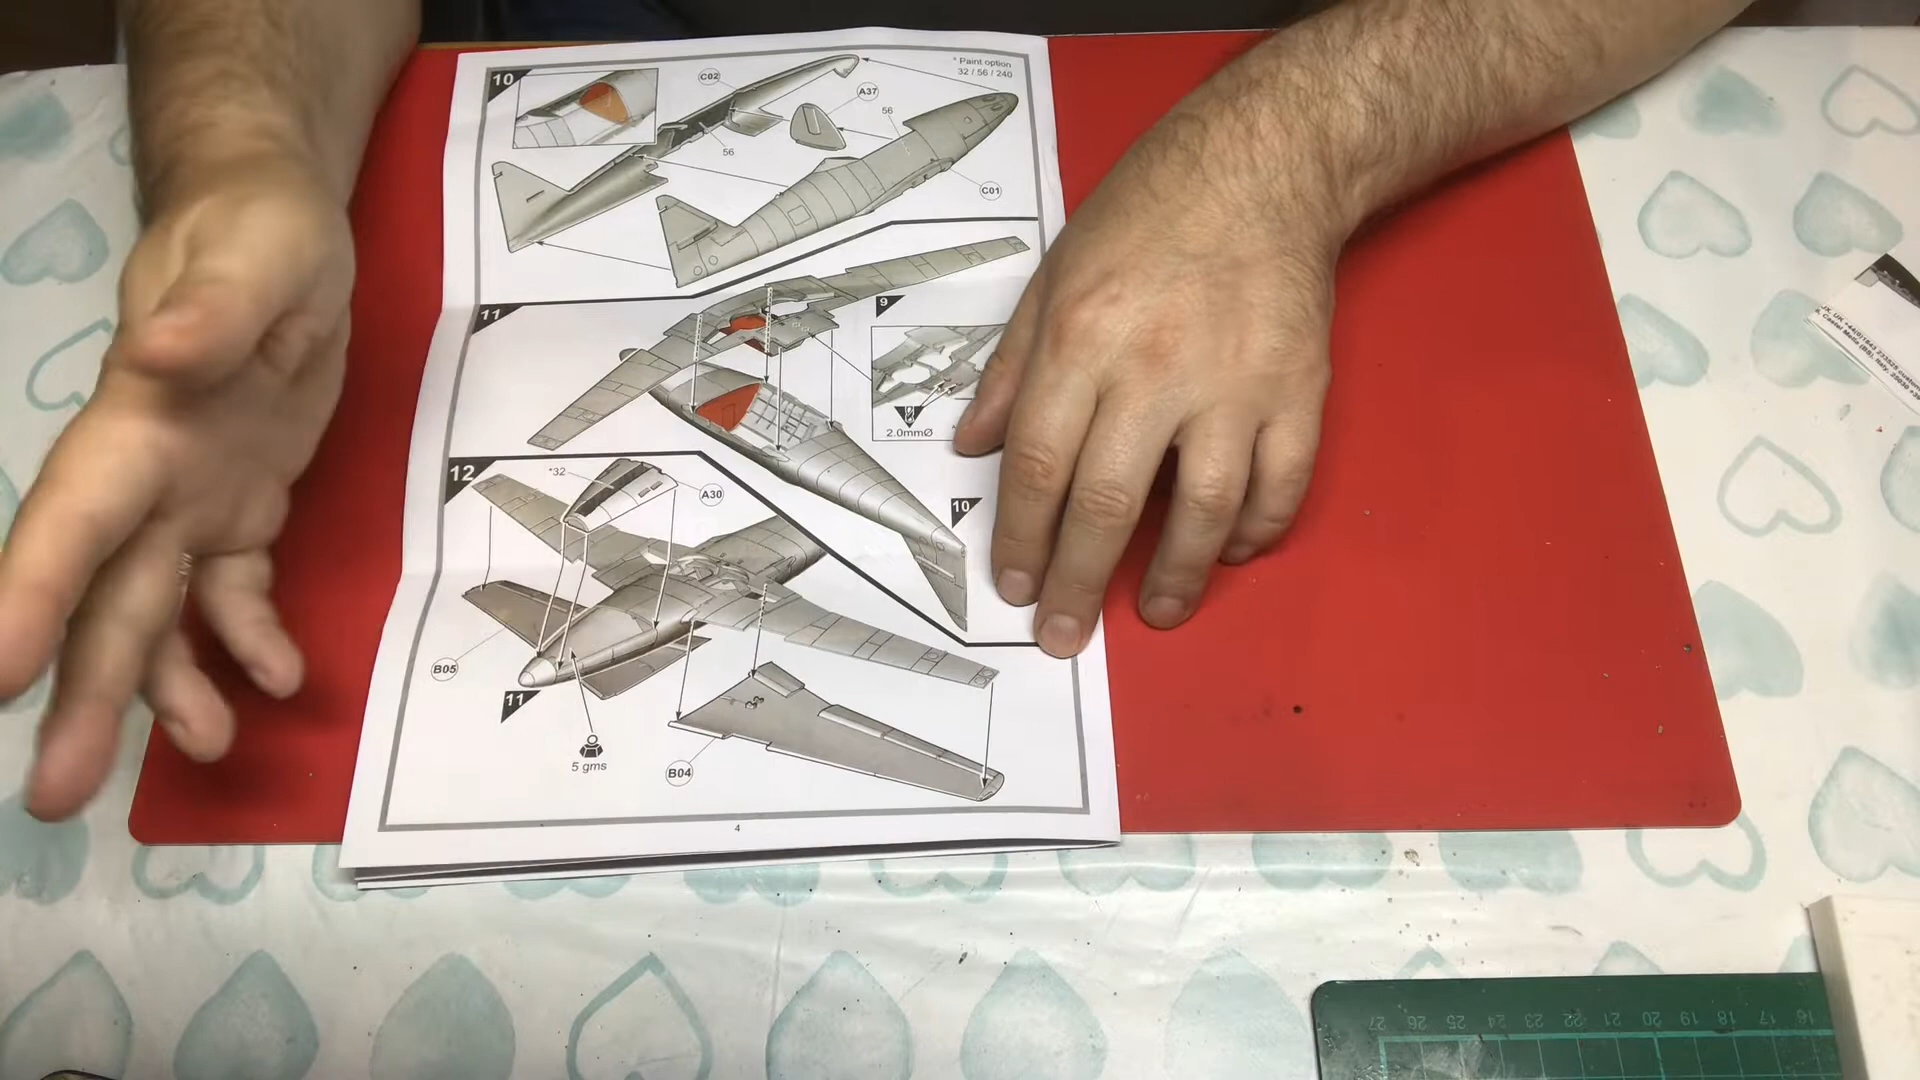 10
C02
* Paint option
32 / 56 / 240
A37
56
56
C01
11
9
2.0mmØ
12
*32
A30
10
B05
11
5 gms
B04
4
27 26 25 24 23 22 21 20 19 18 17 16